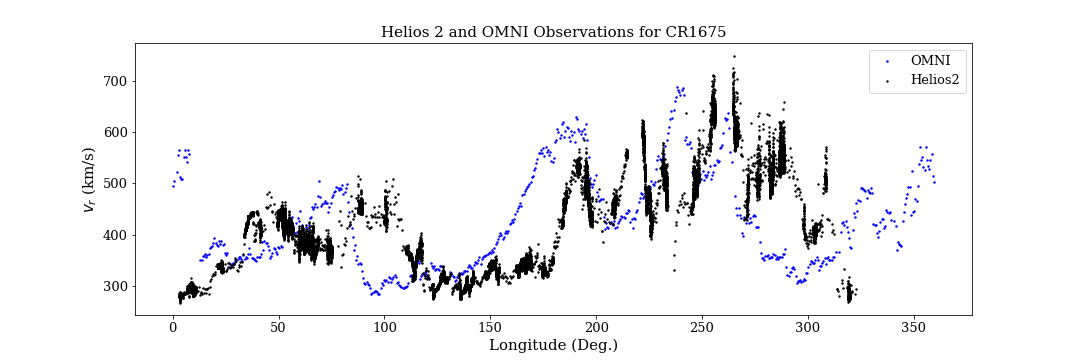 Helios 2 and OMNI Observations for CR1675
OMNI
Helios2
700
600
500
400
300
v_r (km/s)
0 50 100 150 200 250 300 350
Longitude (Deg.)